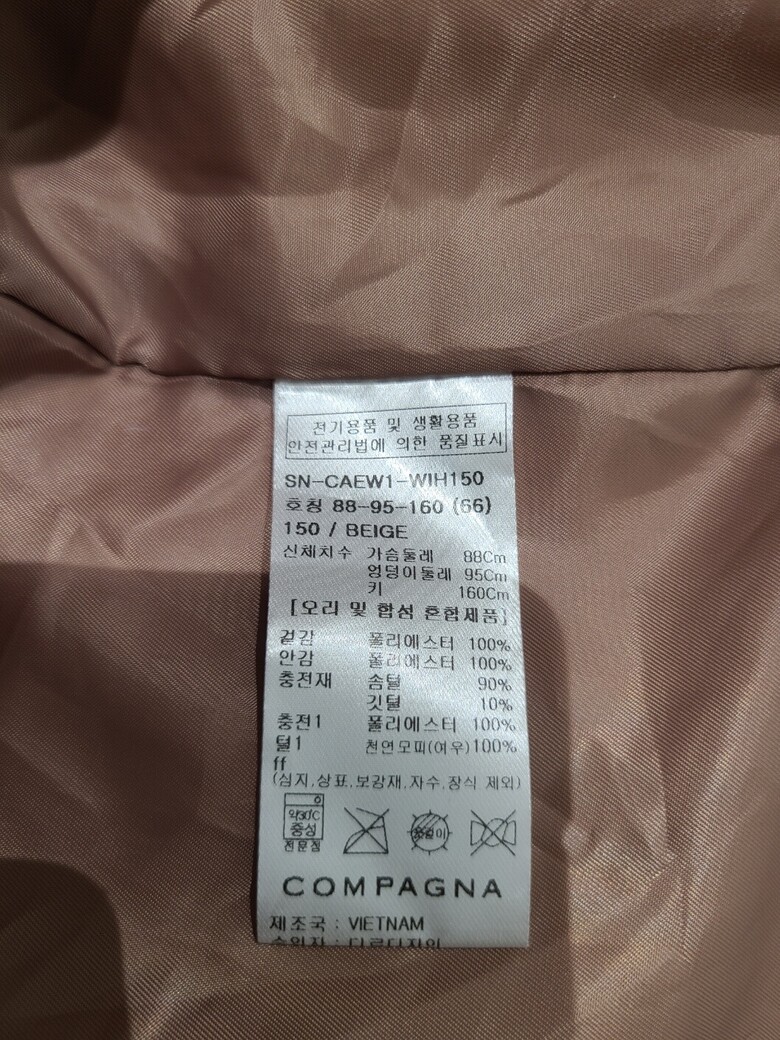 전기용품 및 생활용품
안전관리법에 의한 품질표시
SN-CAEW1-WIH150
호칭 88-95-160 (66)
150 / BEIGE
신체치수 가슴둘레 88Cm
엉덩이둘레 95Cm
키 160Cm
[오리 및 합섬 혼합제품]
겉감 폴리에스터 100%
안감 폴리에스터 100%
충전재 솜털 90%
깃털 10%
충전1 폴리에스터 100%
털1 천연모피(여우)100%
ff
(심지,상표,보강재,자수,장식 제외)
약30℃
중성
전문점
COMPAGNA
제조국 : VIETNAM